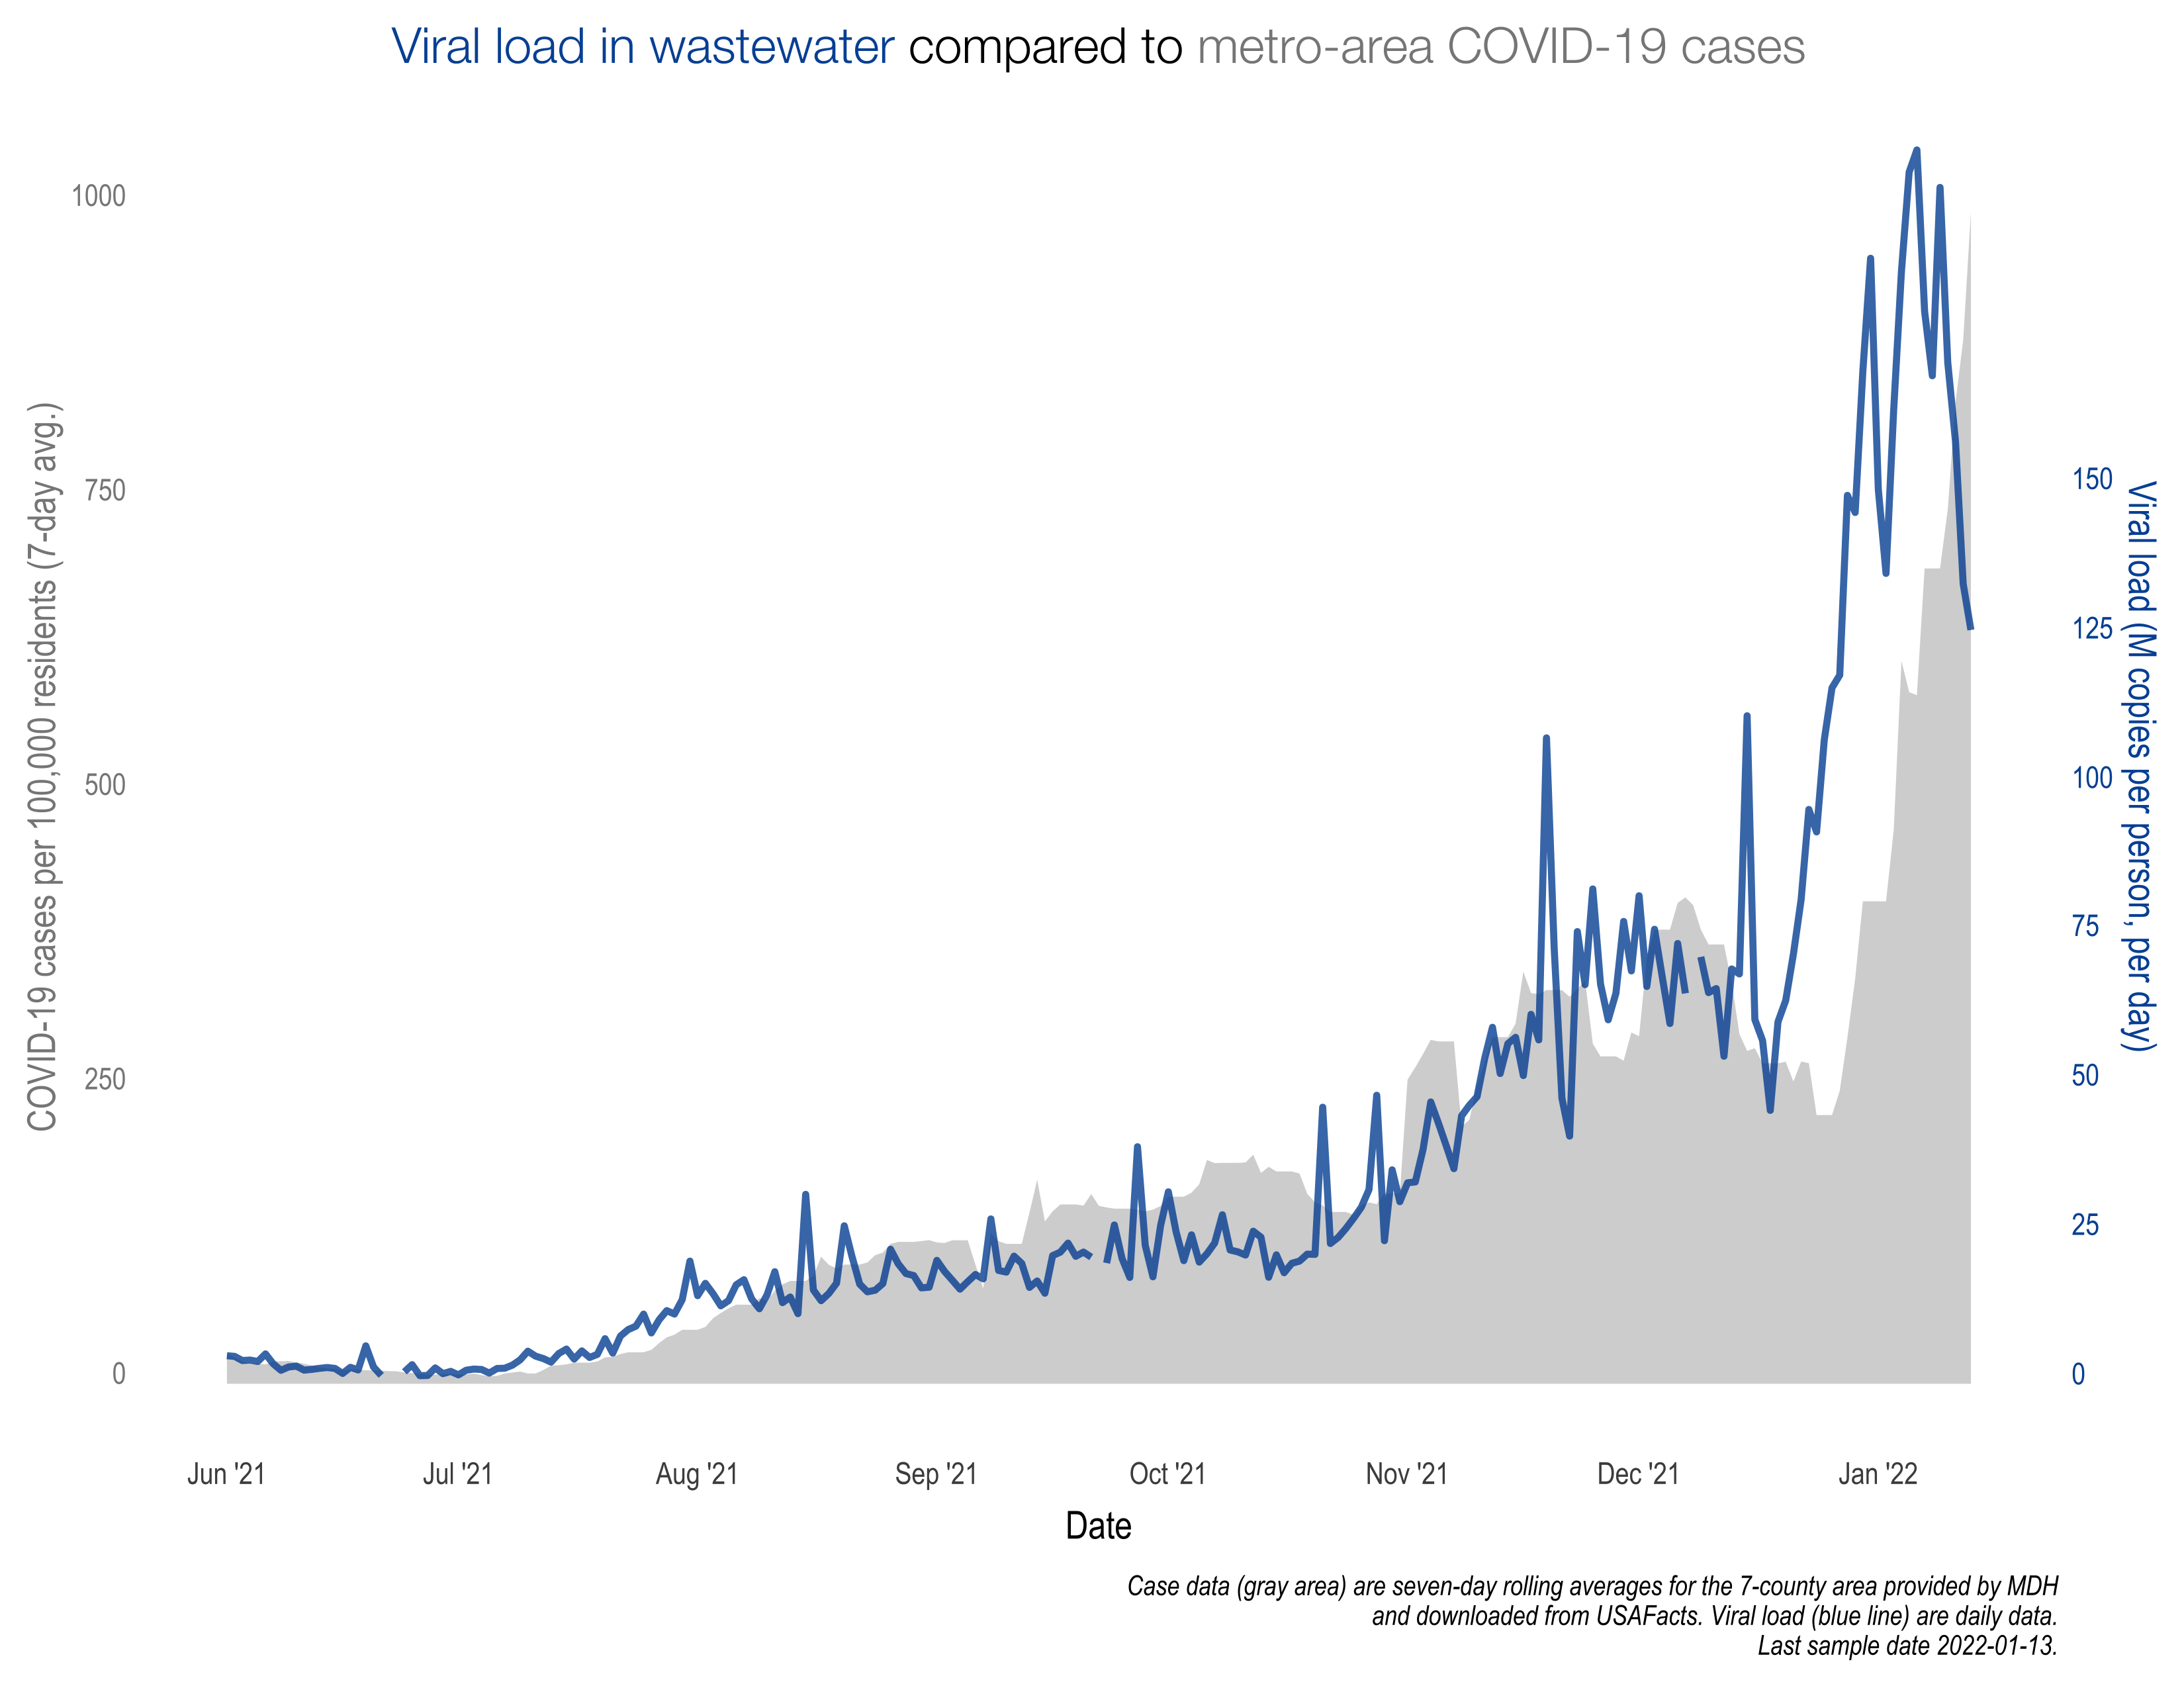 Viral load in wastewater compared to metro-area COVID-19 cases
COVID-19 cases per 100,000 residents (7-day avg.)
1000
750
500
250
0
Viral load (M copies per person, per day)
150
125
100
75
50
25
0
Jun '21
Jul '21
Aug '21
Sep '21
Oct '21
Nov '21
Dec '21
Jan '22
Date
Case data (gray area) are seven-day rolling averages for the 7-county area provided by MDH
and downloaded from USAFacts. Viral load (blue line) are daily data.
Last sample date 2022-01-13.